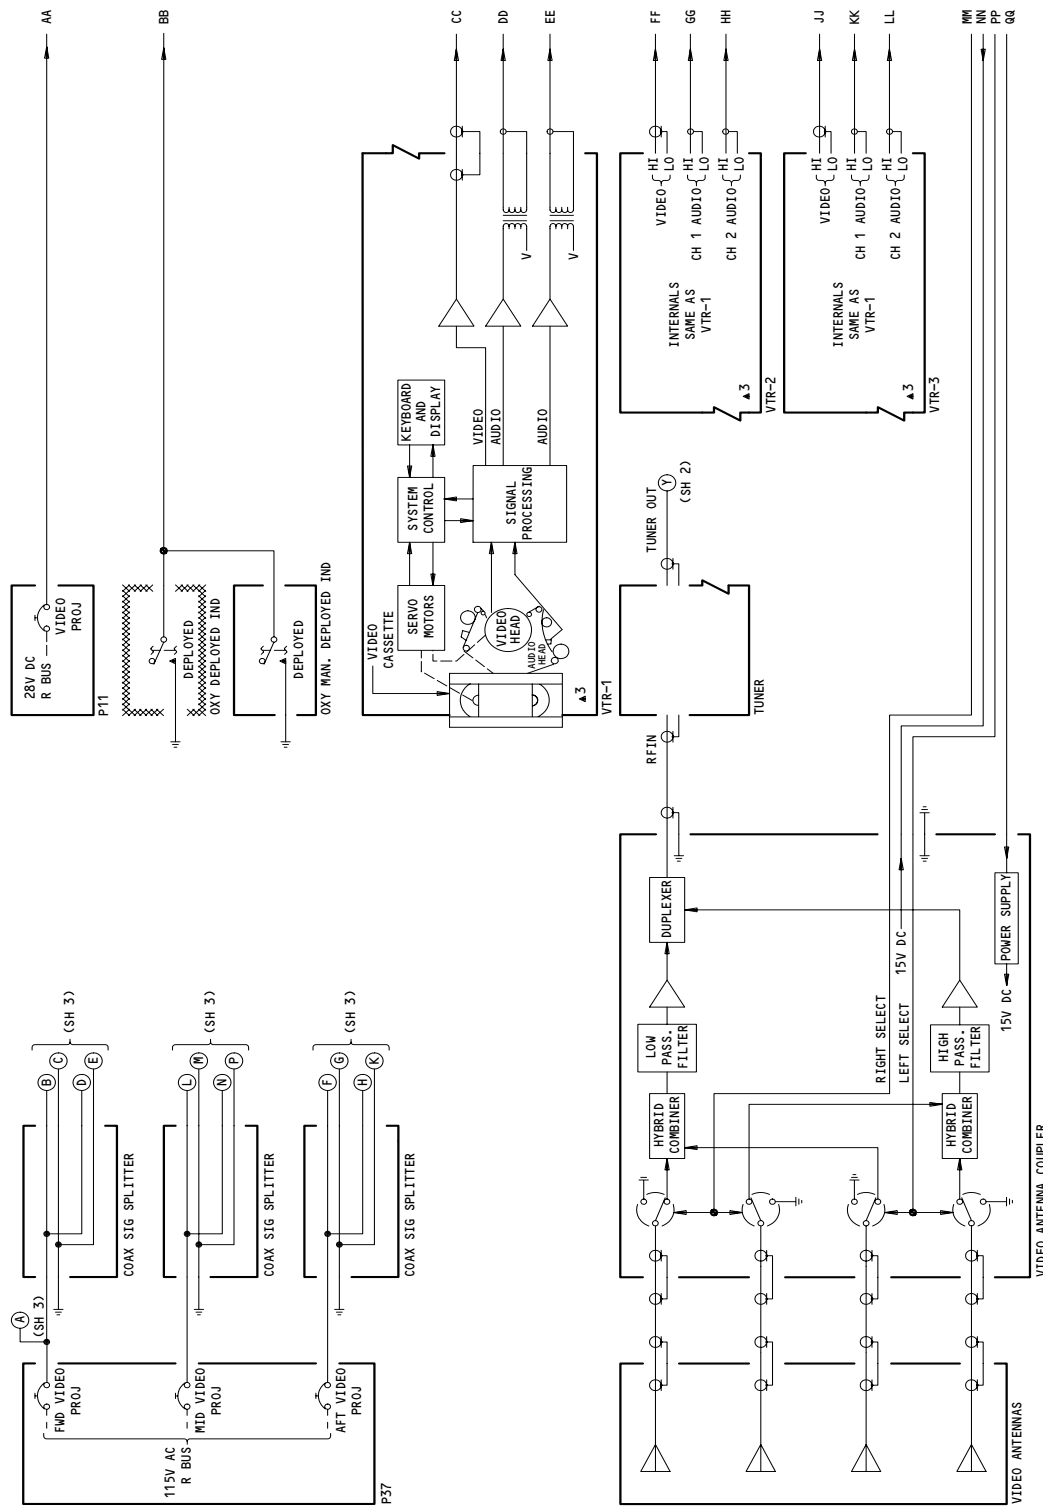 AA
BB
CC
DD
EE
FF
GG
HH
JJ
KK
LL
MM
NN
PP
QQ
28V DC
R BUS
VIDEO
PROJ
P11
DEPLOYED
OXY DEPLOYED IND
DEPLOYED
OXY MAN. DEPLOYED IND
VIDEO
CASSETTE
SERVO
MOTORS
SYSTEM
CONTROL
KEYBOARD
AND
DISPLAY
VIDEO
HEAD
AUDIO
HEAD
SIGNAL
PROCESSING
VIDEO
AUDIO
AUDIO
V
V
3
VTR-1
INTERNALS
SAME AS
VTR-1
VIDEO
HI
LO
CH 1 AUDIO
HI
LO
CH 2 AUDIO
HI
LO
3
VTR-2
INTERNALS
SAME AS
VTR-1
VIDEO
HI
LO
CH 1 AUDIO
HI
LO
CH 2 AUDIO
HI
LO
3
VTR-3
RFIN
TUNER
TUNER OUT
Y
(SH 2)
115V AC
R BUS
FWD VIDEO
PROJ
MID VIDEO
PROJ
AFT VIDEO
PROJ
P37
A
(SH 3)
COAX SIG SPLITTER
B
C
D
E
(SH 3)
COAX SIG SPLITTER
L
M
N
P
(SH 3)
COAX SIG SPLITTER
F
G
H
K
(SH 3)
VIDEO ANTENNAS
HYBRID
COMBINER
LOW
PASS.
FILTER
DUPLEXER
RIGHT SELECT
LEFT SELECT
15V DC
HYBRID
COMBINER
HIGH
PASS.
FILTER
15V DC
POWER SUPPLY
VIDEO ANTENNA COUPLER